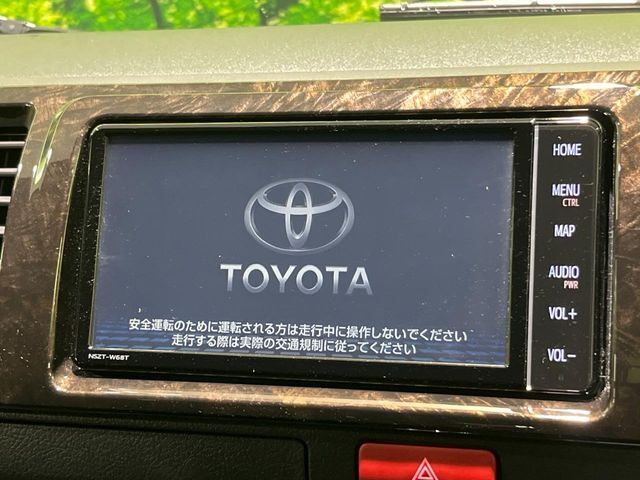 TOYOTA
安全運転のために運転される方は走行中に操作しないでください
走行する際は実際の交通規制に従ってください
NSZT-W68T
HOME
MENU
CTRL
MAP
AUDIO
PWR
VOL+
VOL-